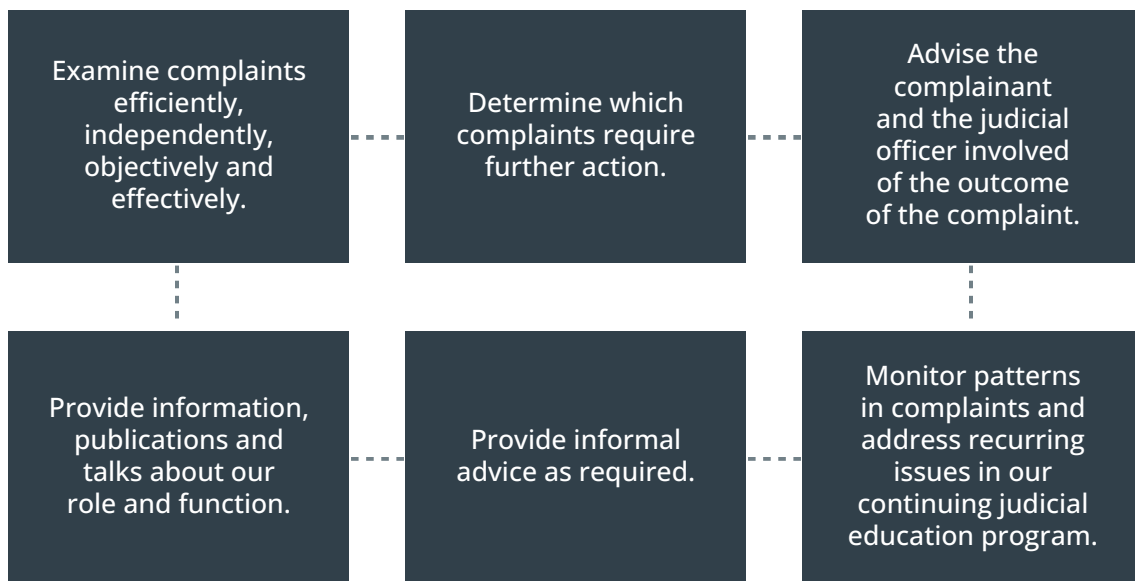 Examine complaints
efficiently,
independently,
objectively and
effectively.
Determine which
complaints require
further action.
Advise the
complainant
and the judicial
officer involved
of the outcome
of the complaint.
Provide information,
publications and
talks about our
role and function.
Provide informal
advice as required.
Monitor patterns
in complaints and
address recurring
issues in our
continuing judicial
education program.